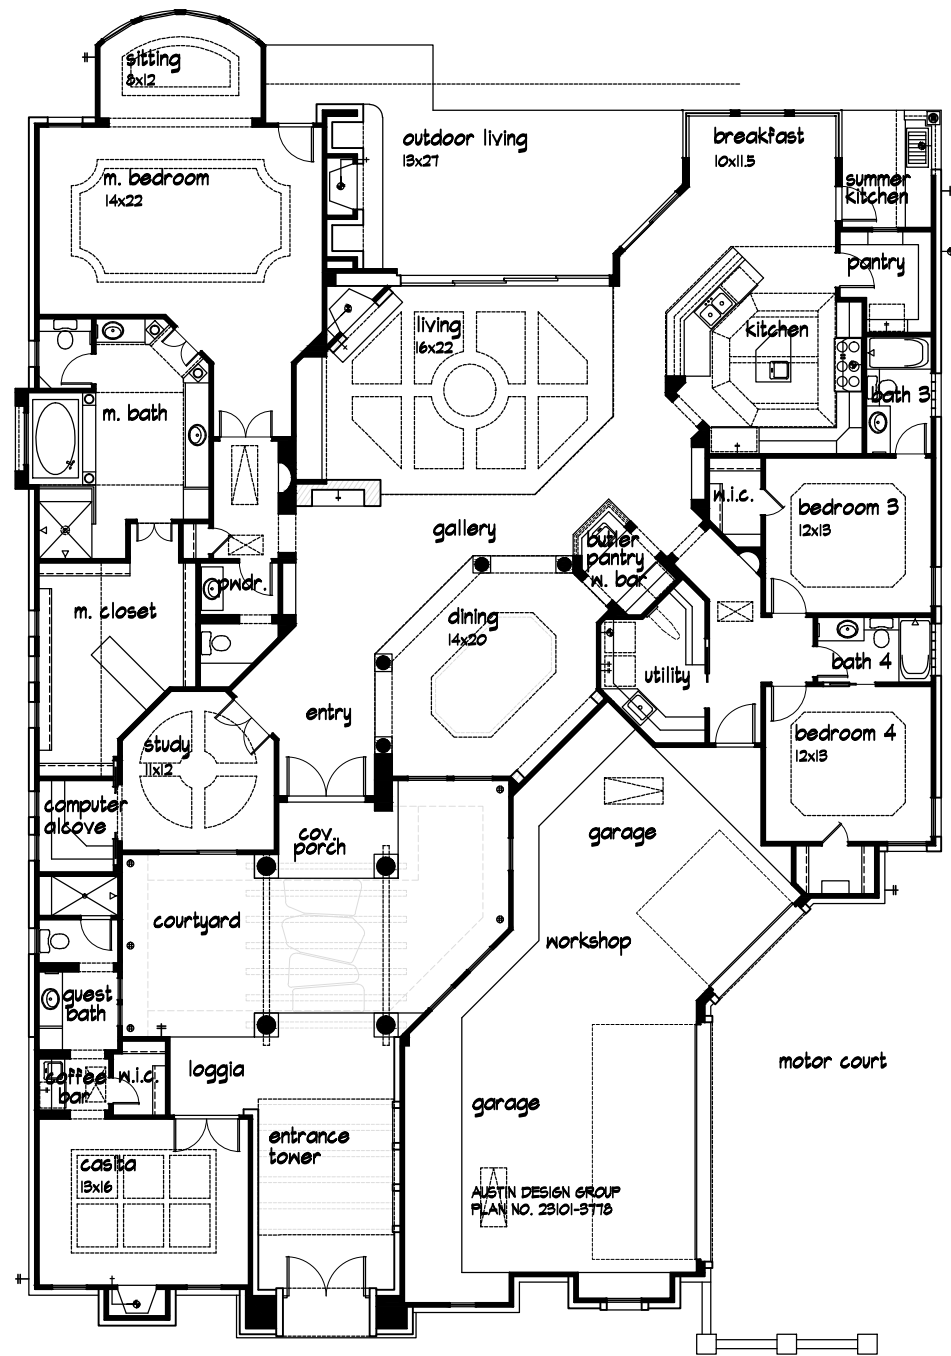 sitting
8x12
outdoor living
13x27
breakfast
10x11.5
m. bedroom
14x22
summer
kitchen
pantry
living
16x22
kitchen
m. bath
bath 3
w.i.c.
bedroom 3
12x13
gallery
butler
pantry
w. bar
pwdr.
m. closet
dining
14x20
utility
bath 4
entry
study
11x12
bedroom 4
12x13
computer
alcove
cov.
porch
garage
courtyard
workshop
guest
bath
loggia
coffee
bar
w.i.c.
motor court
garage
entrance
tower
casita
13x16
AUSTIN DESIGN GROUP
PLAN NO. 23101-3778